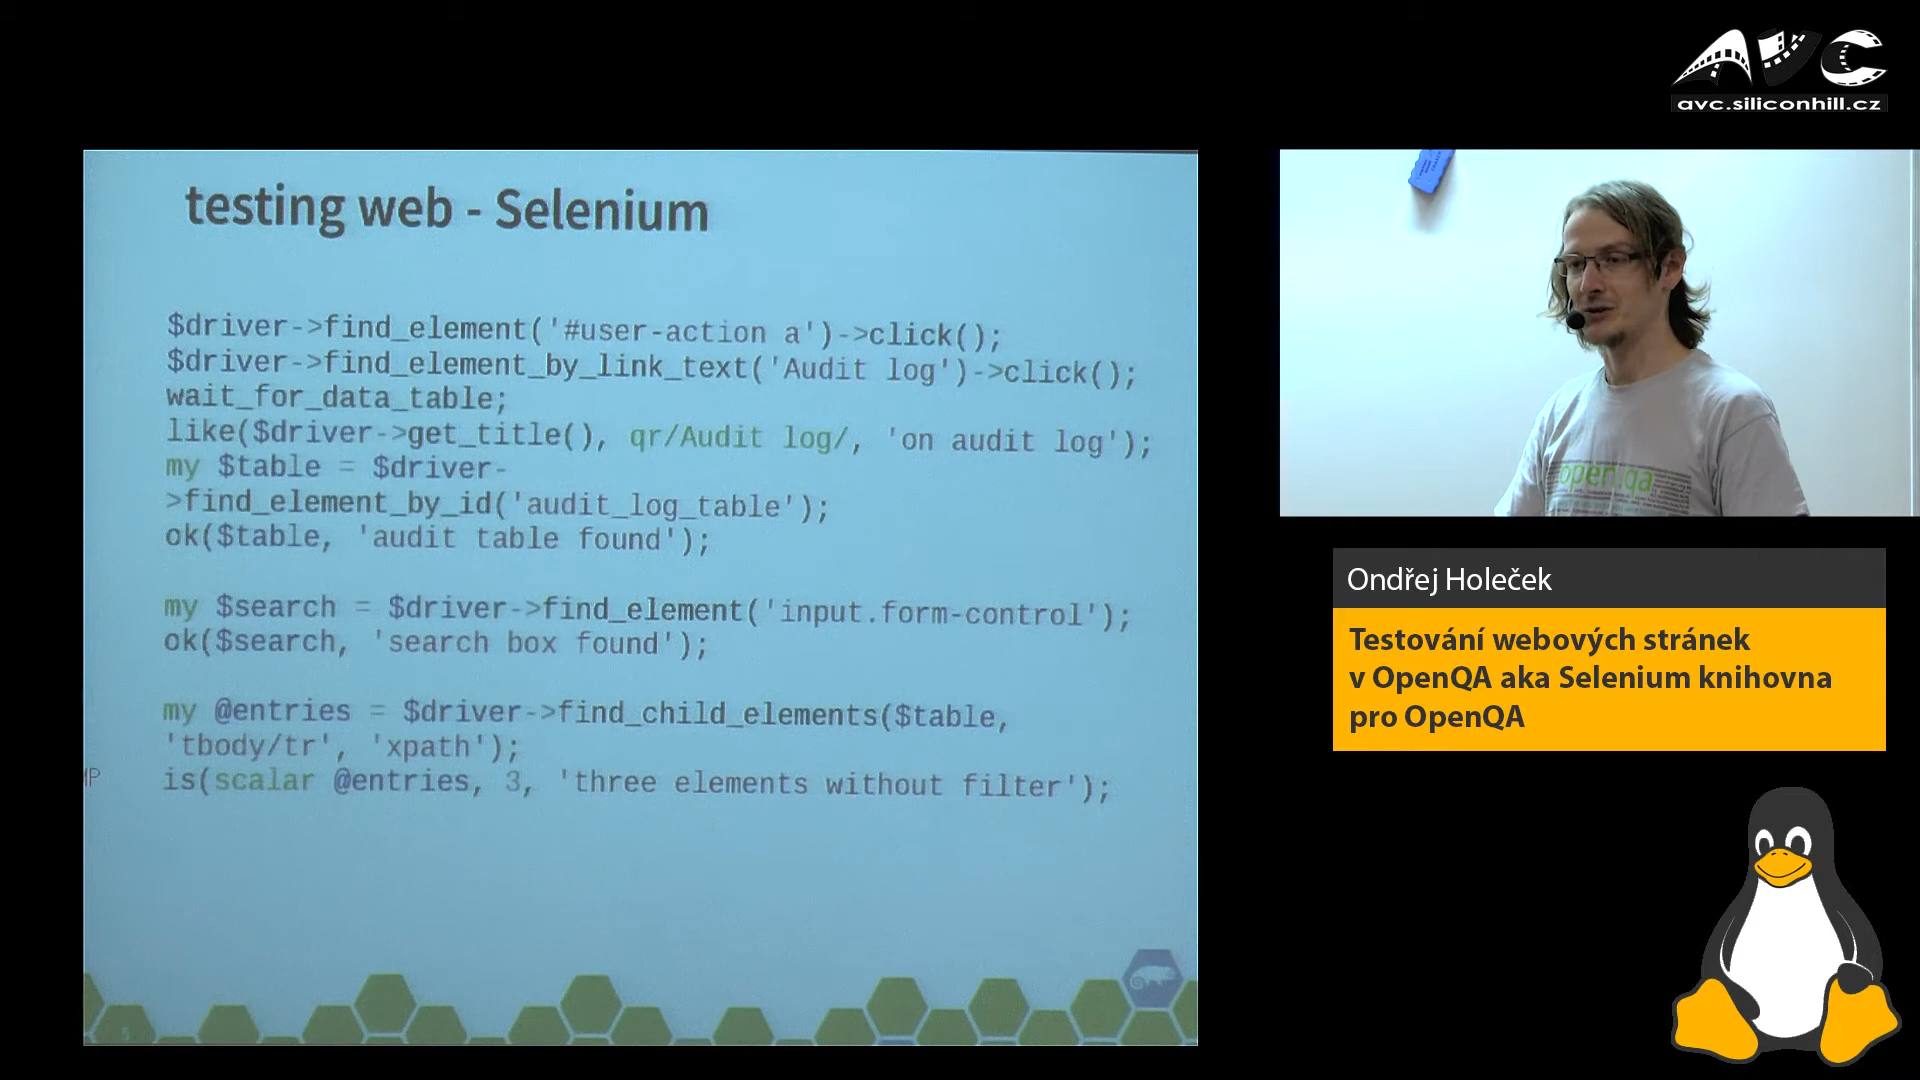 AVC
avc.siliconhill.cz
testing web - Selenium
$driver->find_element('#user-action a')->click();
$driver->find_element_by_link_text('Audit log')->click();
wait_for_data_table;
like($driver->get_title(), qr/Audit log/, 'on audit log');
my $table = $driver-
>find_element_by_id('audit_log_table');
ok($table, 'audit table found');
my $search = $driver->find_element('input.form-control');
ok($search, 'search box found');
my @entries = $driver->find_child_elements($table,
'tbody/tr', 'xpath');
is(scalar @entries, 3, 'three elements without filter');
open.qa
Ondřej Holeček
Testování webových stránek
v OpenQA aka Selenium knihovna
pro OpenQA